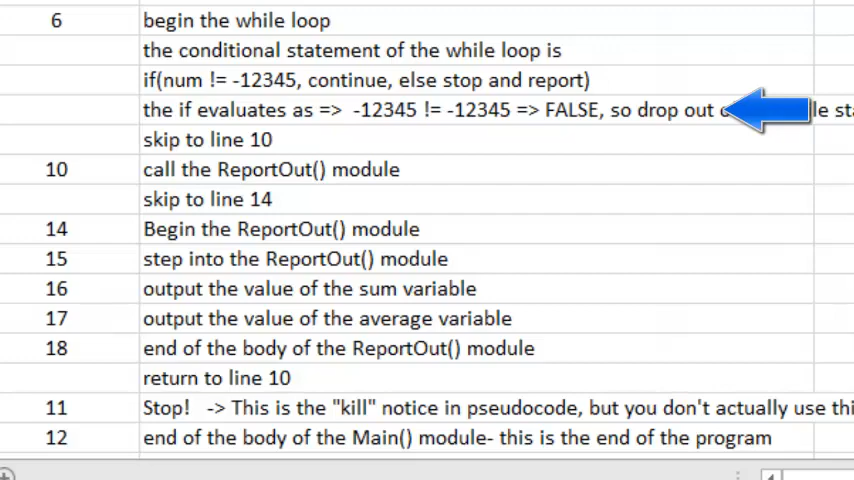 6 begin the while loop
the conditional statement of the while loop is
if(num != -12345, continue, else stop and report)
the if evaluates as => -12345 != -12345 => FALSE, so drop out
skip to line 10
10 call the ReportOut() module
skip to line 14
14 Begin the ReportOut() module
15 step into the ReportOut() module
16 output the value of the sum variable
17 output the value of the average variable
18 end of the body of the ReportOut() module
return to line 10
11 Stop! -> This is the "kill" notice in pseudocode, but you don't actually use
12 end of the body of the Main() module- this is the end of the program